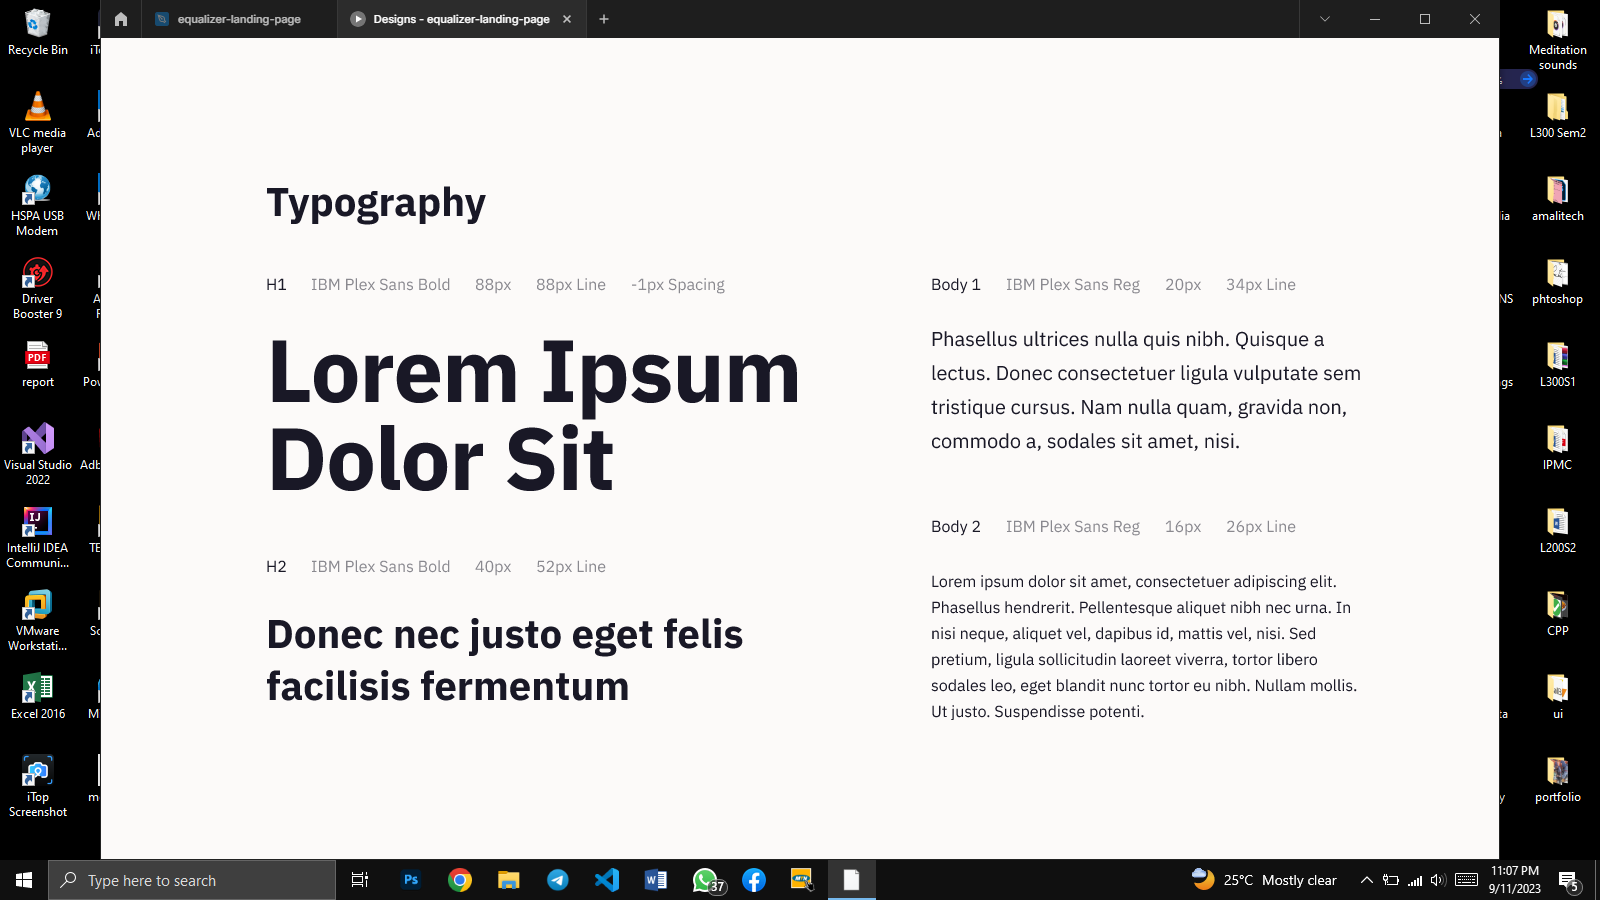 equalizer-landing-page
Designs - equalizer-landing-page
Typography
H1 IBM Plex Sans Bold 88px 88px Line -1px Spacing
Lorem Ipsum
Dolor Sit
H2 IBM Plex Sans Bold 40px 52px Line
Donec nec justo eget felis
facilisis fermentum
Body 1 IBM Plex Sans Reg 20px 34px Line
Phasellus ultrices nulla quis nibh. Quisque a
lectus. Donec consectetuer ligula vulputate sem
tristique cursus. Nam nulla quam, gravida non,
commodo a, sodales sit amet, nisi.
Body 2 IBM Plex Sans Reg 16px 26px Line
Lorem ipsum dolor sit amet, consectetuer adipiscing elit.
Phasellus hendrerit. Pellentesque aliquet nibh nec urna. In
nisi neque, aliquet vel, dapibus id, mattis vel, nisi. Sed
pretium, ligula sollicitudin laoreet viverra, tortor libero
sodales leo, eget blandit nunc tortor eu nibh. Nullam mollis.
Ut justo. Suspendisse potenti.
Recycle Bin
VLC media
player
HSPA USB
Modem
Driver
Booster 9
PDF
report
Visual Studio
2022
IJ
IntelliJ IDEA
Communi...
VMware
Workstati...
Excel 2016
iTop
Screenshot
Meditation
sounds
L300 Sem2
amalitech
phtoshop
L300S1
IPMC
L200S2
CPP
ui
portfolio
Type here to search
Ps
37
MTN
25°C Mostly clear
11:07 PM
9/11/2023
5